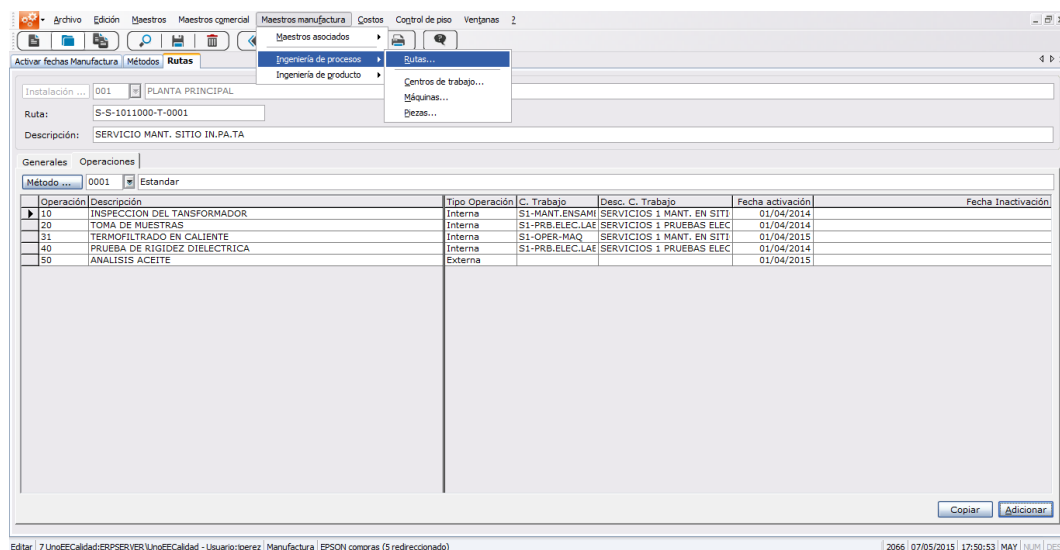 Archivo Edición Maestros Maestros comercial Maestros manufactura Costos Control de piso Ventanas ?
Maestros asociados
Ingeniería de procesos
Ingeniería de producto
Rutas...
Centros de trabajo...
Máquinas...
Piezas...
Activar fechas Manufactura Métodos Rutas
Instalación ... 001 PLANTA PRINCIPAL
Ruta: S-S-1011000-T-0001
Descripción: SERVICIO MANT. SITIO IN.PA.TA
Generales Operaciones
Método ... 0001 Estandar
Operación Descripción Tipo Operación C. Trabajo Desc. C. Trabajo Fecha activación Fecha Inactivación
10 INSPECCION DEL TANSFORMADOR Interna S1-MANT.ENSAM SERVICIOS 1 MANT. EN SITI 01/04/2014
20 TOMA DE MUESTRAS Interna S1-PRB.ELEC.LAE SERVICIOS 1 PRUEBAS ELEC 01/04/2014
31 TERMOFILTRADO EN CALIENTE Interna S1-OPER-MAQ SERVICIOS 1 MANT. EN SITI 01/04/2015
40 PRUEBA DE RIGIDEZ DIELECTRICA Interna S1-PRB.ELEC.LAE SERVICIOS 1 PRUEBAS ELEC 01/04/2014
50 ANALISIS ACEITE Externa 01/04/2015
Copiar Adicionar
Editar 7 UnoEECalidad:ERPSERVER\UnoEECalidad - Usuario:iperez Manufactura EPSON compras (5 redireccionado) 2066 07/05/2015 17:50:53 MAY NUM DES